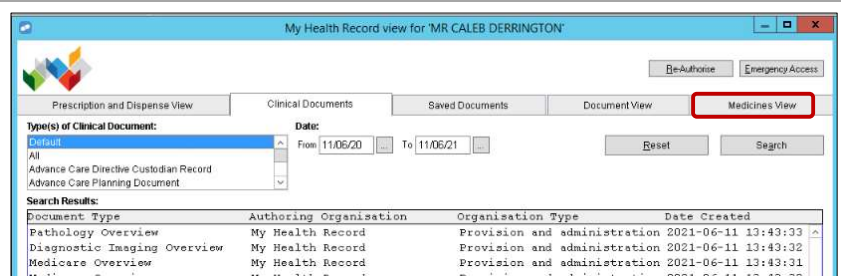 My Health Record view for 'MR CALEB DERRINGTON'
Re-Authorise Emergency Access
Prescription and Dispense View Clinical Documents Saved Documents Document View Medicines View
Type(s) of Clinical Document: Date:
Default From 11/06/20 ... To 11/06/21 ... Reset Search
All
Advance Care Directive Custodian Record
Advance Care Planning Document
Search Results:
Document Type Authoring Organisation Organisation Type Date Created
Pathology Overview My Health Record Provision and administration 2021-06-11 13:43:33
Diagnostic Imaging Overview My Health Record Provision and administration 2021-06-11 13:43:32
Medicare Overview My Health Record Provision and administration 2021-06-11 13:43:31